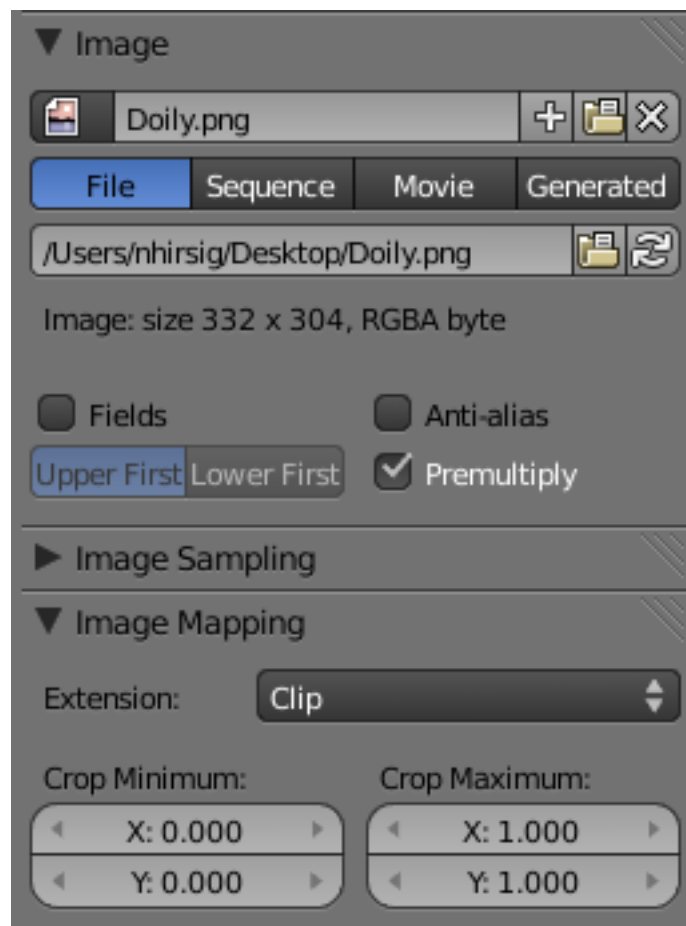 Image
Doily.png
File Sequence Movie Generated
/Users/nhirsig/Desktop/Doily.png
Image: size 332 x 304, RGBA byte
Fields Anti-alias
Upper First Lower First Premultiply
Image Sampling
Image Mapping
Extension: Clip
Crop Minimum: Crop Maximum:
X: 0.000 X: 1.000
Y: 0.000 Y: 1.000